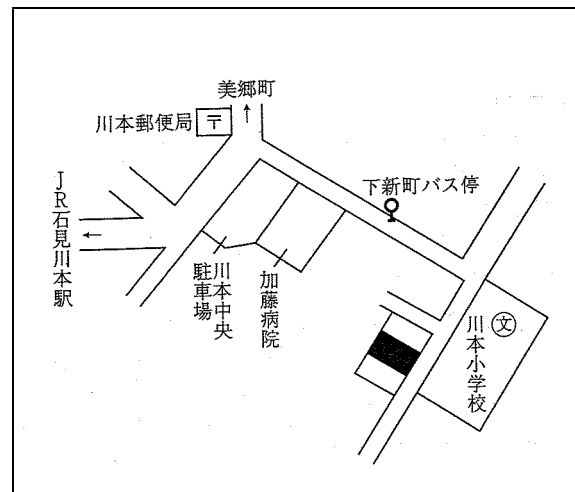 美郷町
↑
川本郵便局 〒
下新町バス停
JR石見川本駅
←
川本中央
駐車場
加藤病院
文
川本小学校